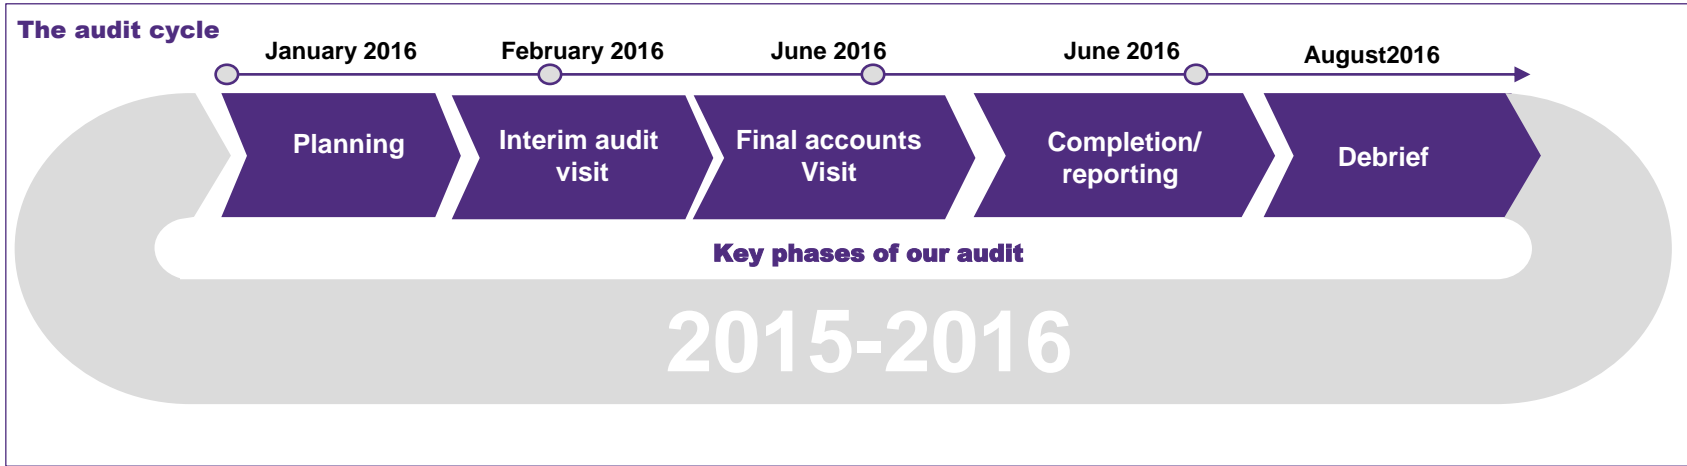 The audit cycle
January 2016
February 2016
June 2016
June 2016
August2016
Planning
Interim audit
visit
Final accounts
Visit
Completion/
reporting
Debrief
Key phases of our audit
2015-2016